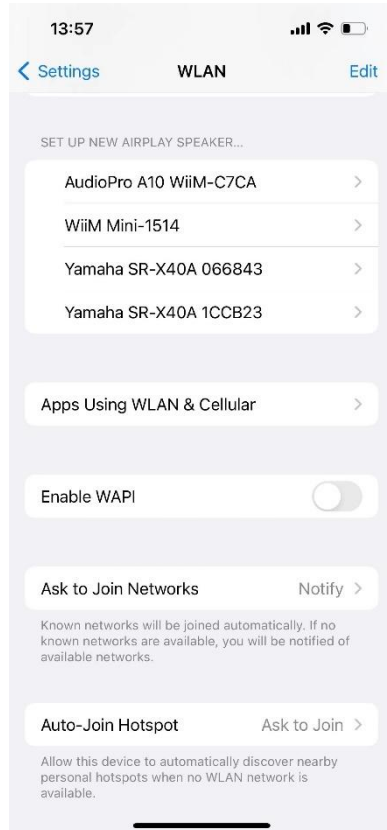 13:57
Settings WLAN Edit
SET UP NEW AIRPLAY SPEAKER...
AudioPro A10 WiiM-C7CA
WiiM Mini-1514
Yamaha SR-X40A 066843
Yamaha SR-X40A 1CCB23
Apps Using WLAN & Cellular
Enable WAPI
Ask to Join Networks Notify
Known networks will be joined automatically. If no
known networks are available, you will be notified of
available networks.
Auto-Join Hotspot Ask to Join
Allow this device to automatically discover nearby
personal hotspots when no WLAN network is
available.